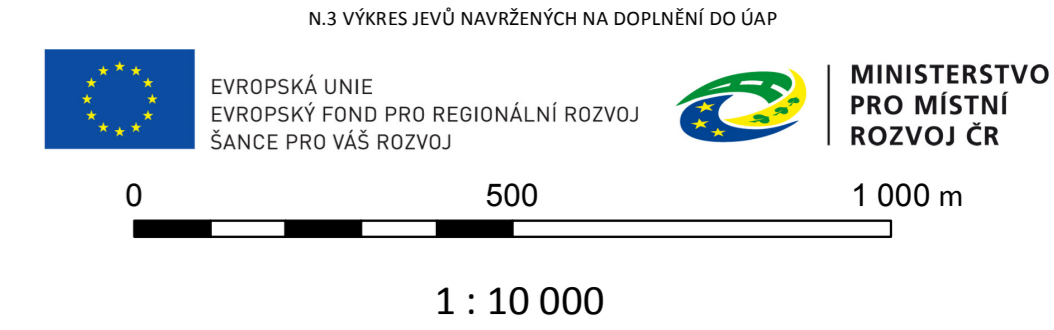 N.3 VÝKRES JEVŮ NAVRŽENÝCH NA DOPLNĚNÍ DO ÚAP
EVROPSKÁ UNIE
EVROPSKÝ FOND PRO REGIONÁLNÍ ROZVOJ
ŠANCE PRO VÁŠ ROZVOJ
MINISTERSTVO
PRO MÍSTNÍ
ROZVOJ ČR
0 500 1 000 m
1 : 10 000